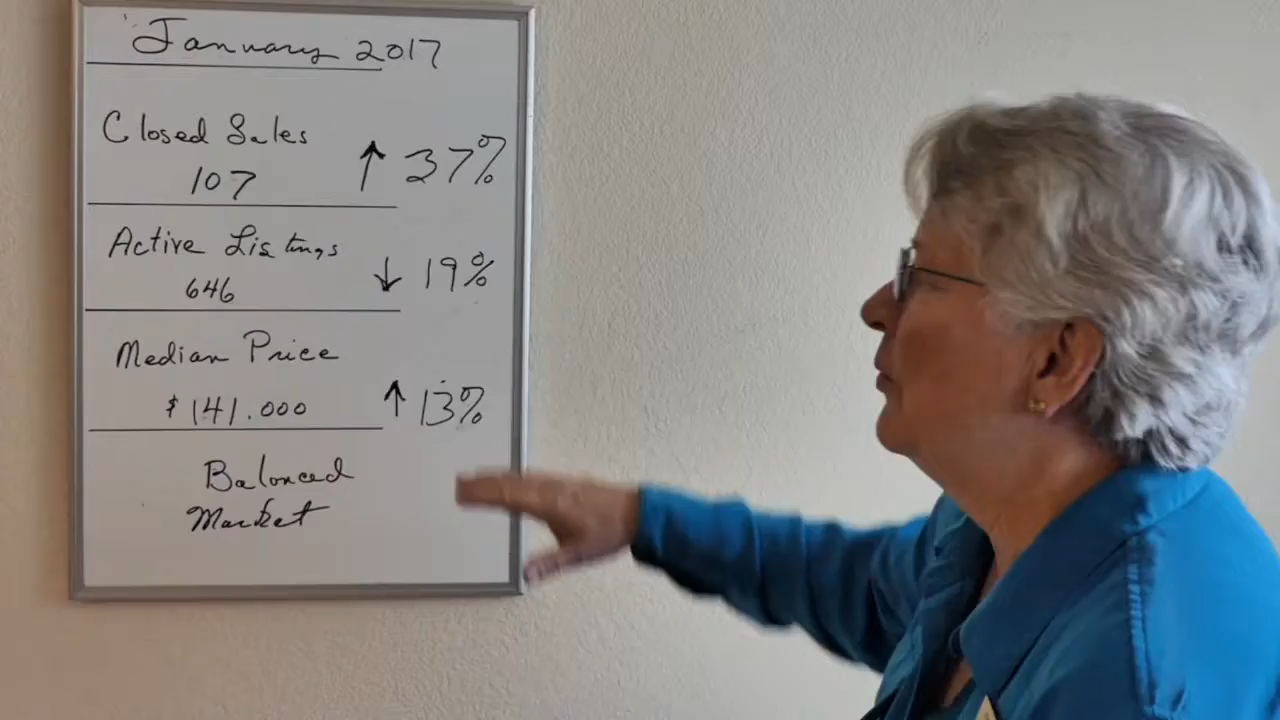 January 2017
Closed Sales
107 ↑ 37%
Active Listings
646 ↓ 19%
Median Price
$141.000 ↑ 13%
Balanced
Market